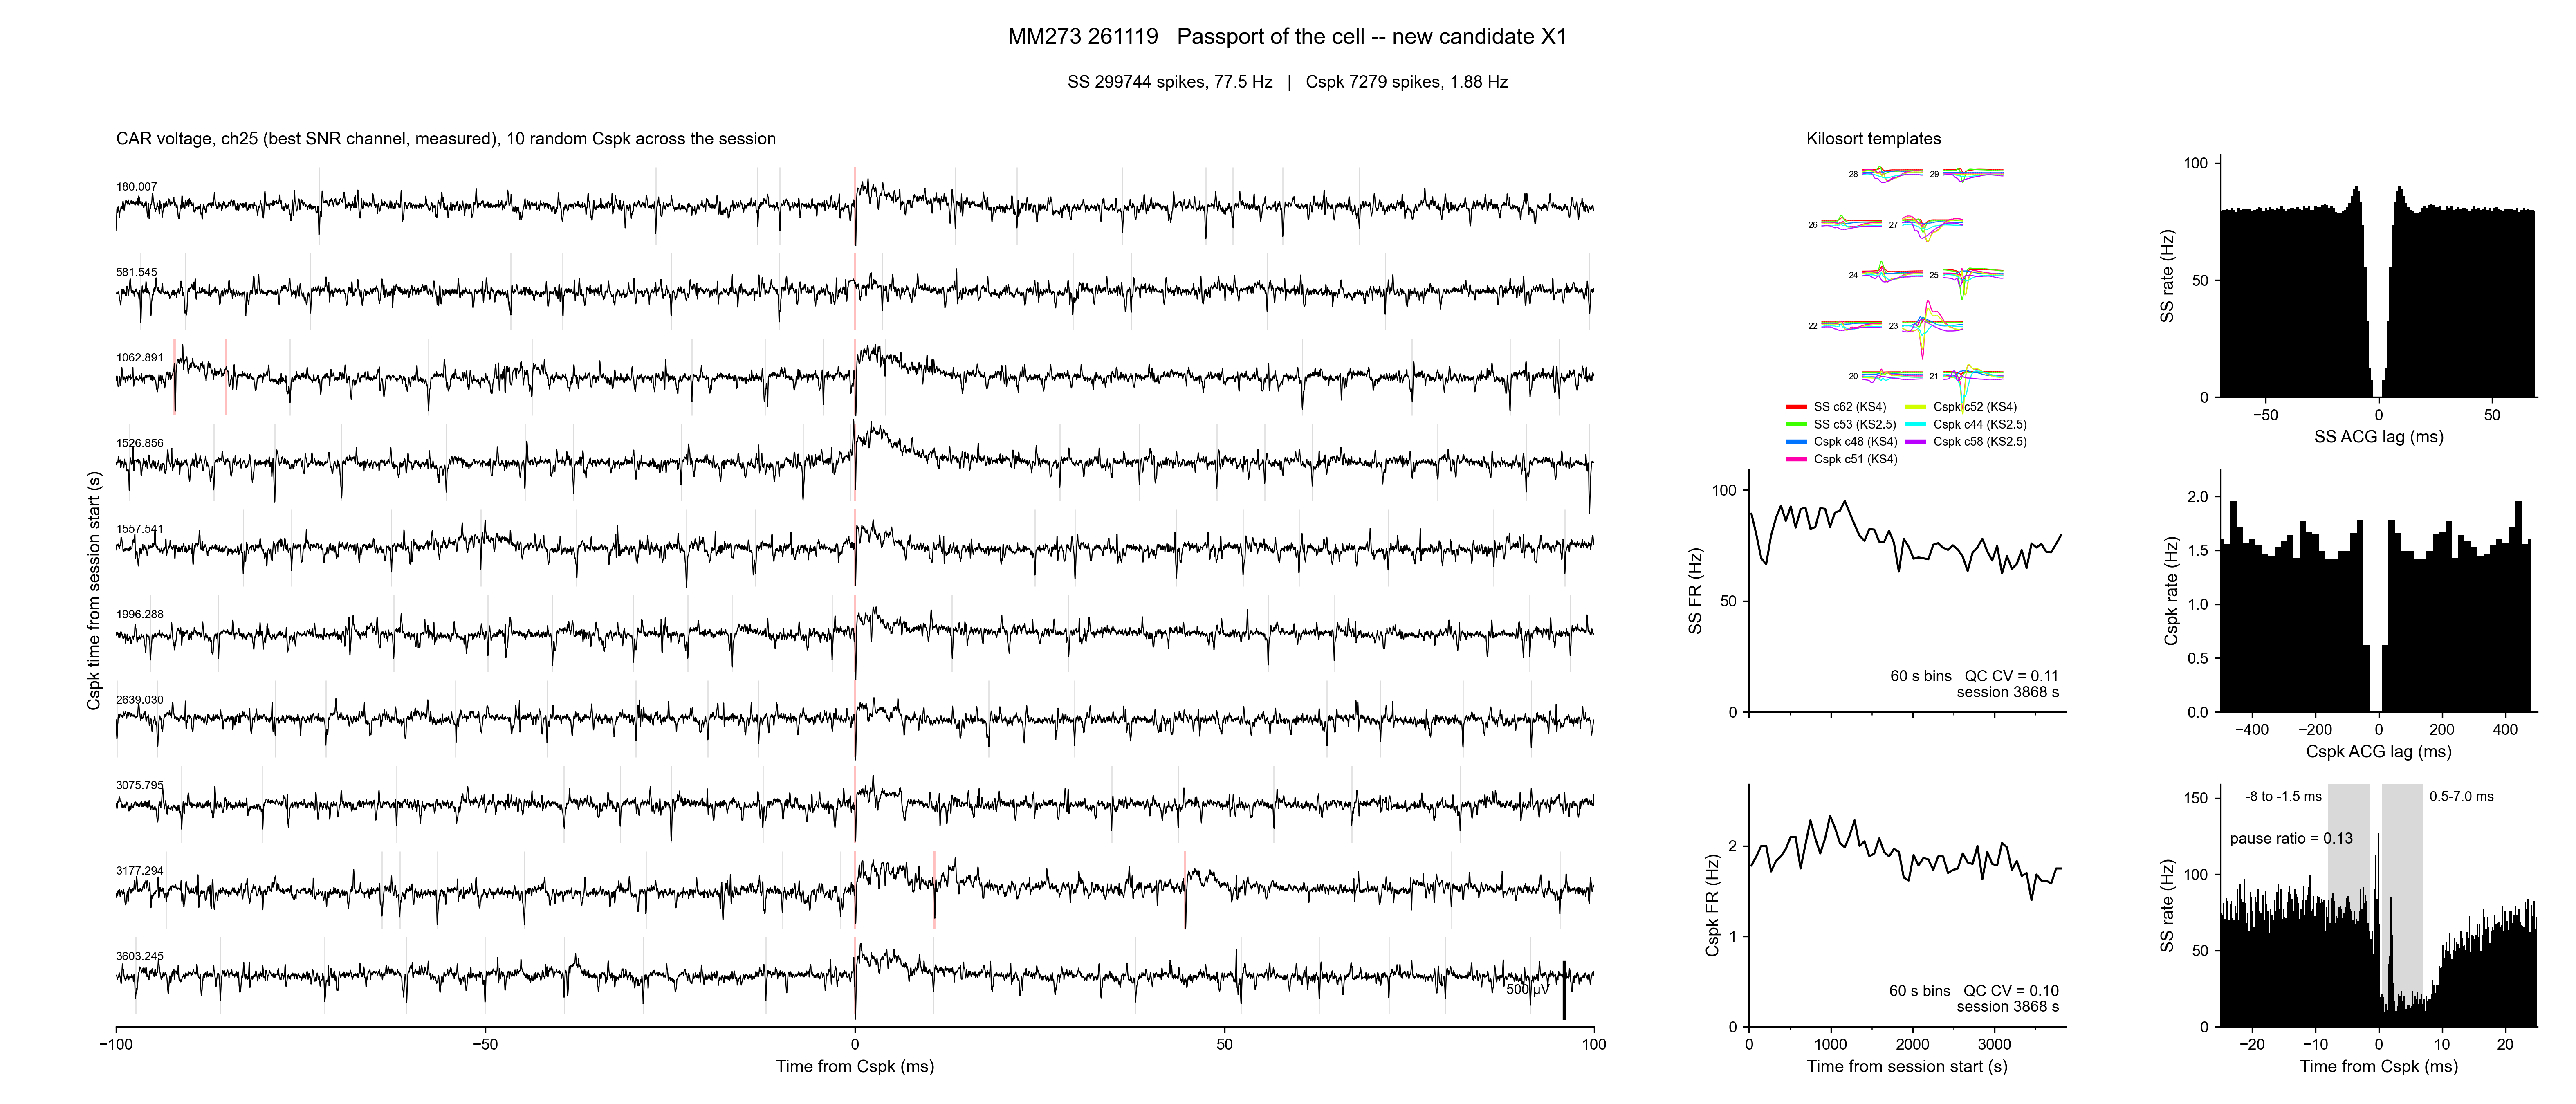 MM273 261119   Passport of the cell -- new candidate X1
SS 299744 spikes, 77.5 Hz   |   Cspk 7279 spikes, 1.88 Hz
CAR voltage, ch25 (best SNR channel, measured), 10 random Cspk across the session
Cspk time from session start (s)
180.007
581.545
1062.891
1526.856
1557.541
1996.288
2639.030
3075.795
3177.294
3603.245
500 µV
−100 −50 0 50 100
Time from Cspk (ms)
Kilosort templates
28 29
26 27
24 25
22 23
20 21
SS c62 (KS4) Cspk c52 (KS4)
SS c53 (KS2.5) Cspk c44 (KS2.5)
Cspk c48 (KS4) Cspk c58 (KS2.5)
Cspk c51 (KS4)
SS FR (Hz)
100
50
0
60 s bins   QC CV = 0.11
session 3868 s
Cspk FR (Hz)
2
1
0
60 s bins   QC CV = 0.10
session 3868 s
0 1000 2000 3000
Time from session start (s)
SS rate (Hz)
100
50
0
−50 0 50
SS ACG lag (ms)
Cspk rate (Hz)
2.0
1.5
1.0
0.5
0.0
−400 −200 0 200 400
Cspk ACG lag (ms)
SS rate (Hz)
150
100
50
0
-8 to -1.5 ms 0.5-7.0 ms
pause ratio = 0.13
−20 −10 0 10 20
Time from Cspk (ms)